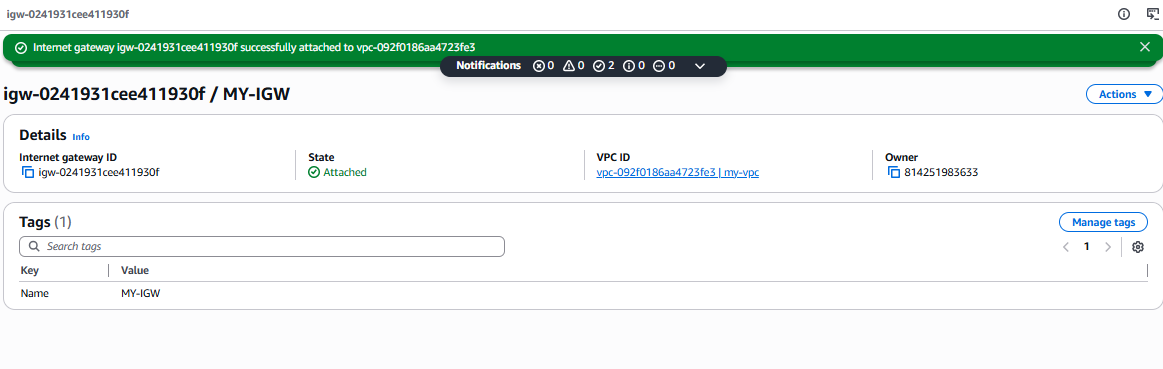 igw-0241931cee411930f
Internet gateway igw-0241931cee411930f successfully attached to vpc-092f0186aa4723fe3
Notifications 0 0 2 0 0
igw-0241931cee411930f / MY-IGW
Actions
Details Info
Internet gateway ID State VPC ID Owner
igw-0241931cee411930f Attached vpc-092f0186aa4723fe3 | my-vpc 814251983633
Tags (1) Manage tags
Search tags 1
Key Value
Name MY-IGW